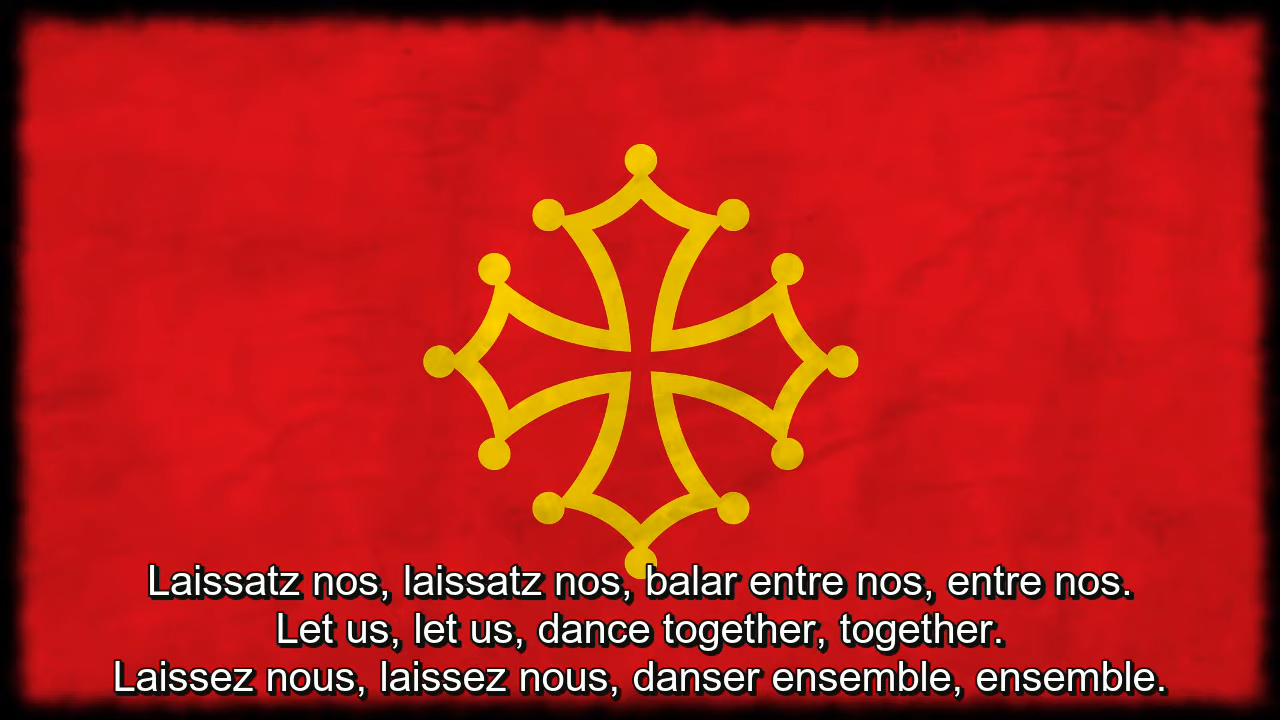 Laissatz nos, laissatz nos, balar entre nos, entre nos.
Let us, let us, dance together, together.
Laissez nous, laissez nous, danser ensemble, ensemble.